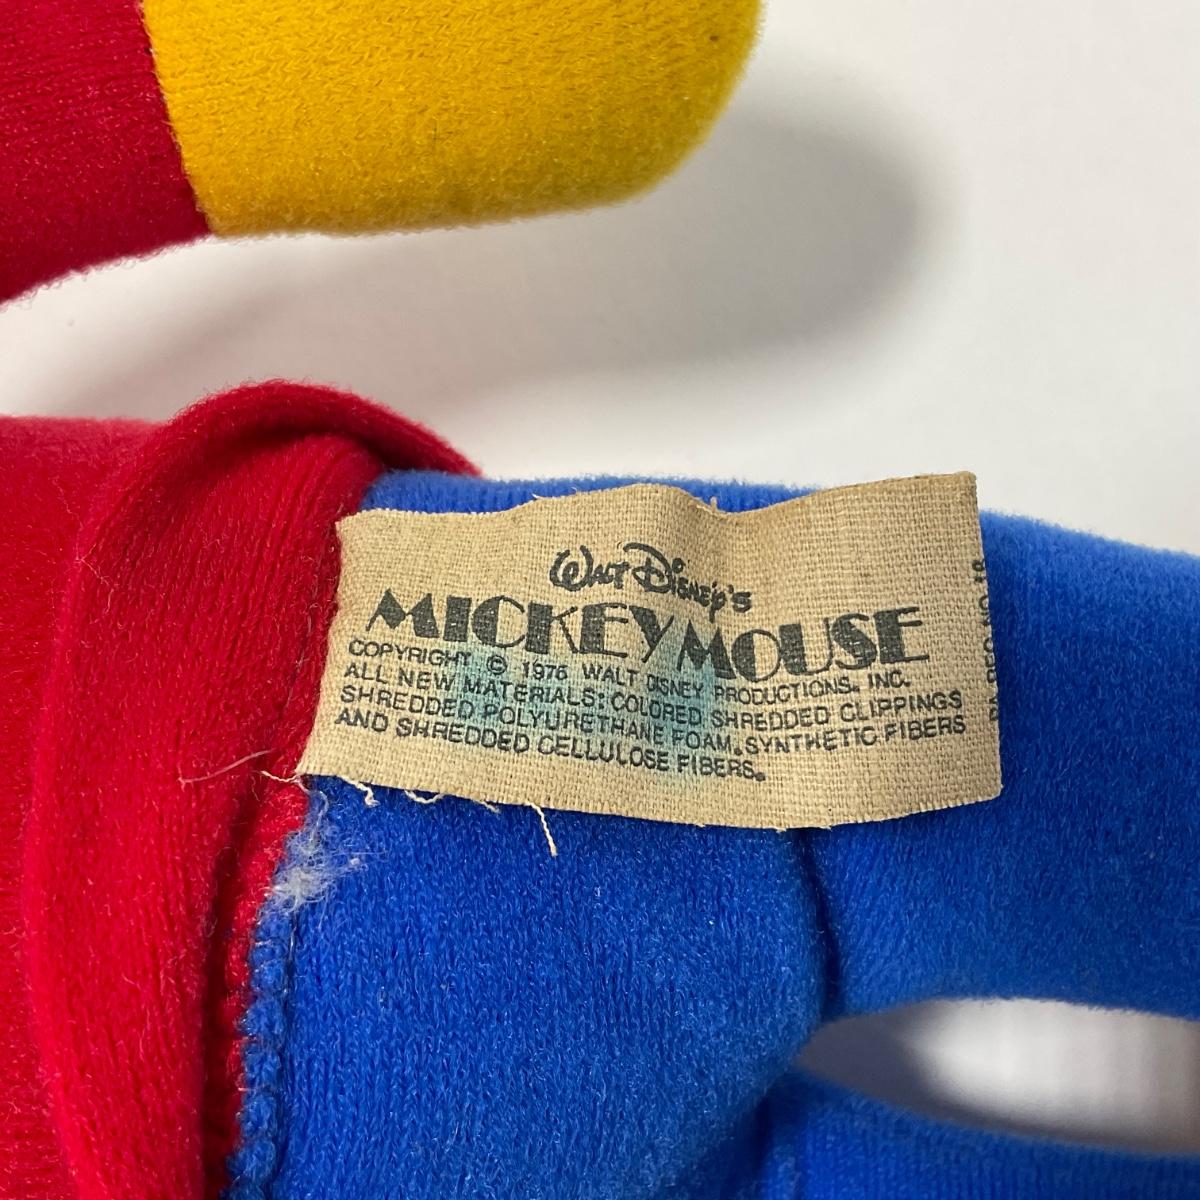 WALT DISNEY'S
MICKEY MOUSE
COPYRIGHT © 1976 WALT DISNEY PRODUCTIONS, INC.
ALL NEW MATERIALS: COLORED SHREDDED CLIPPINGS
SHREDDED POLYURETHANE FOAM. SYNTHETIC FIBERS
AND SHREDDED CELLULOSE FIBERS.